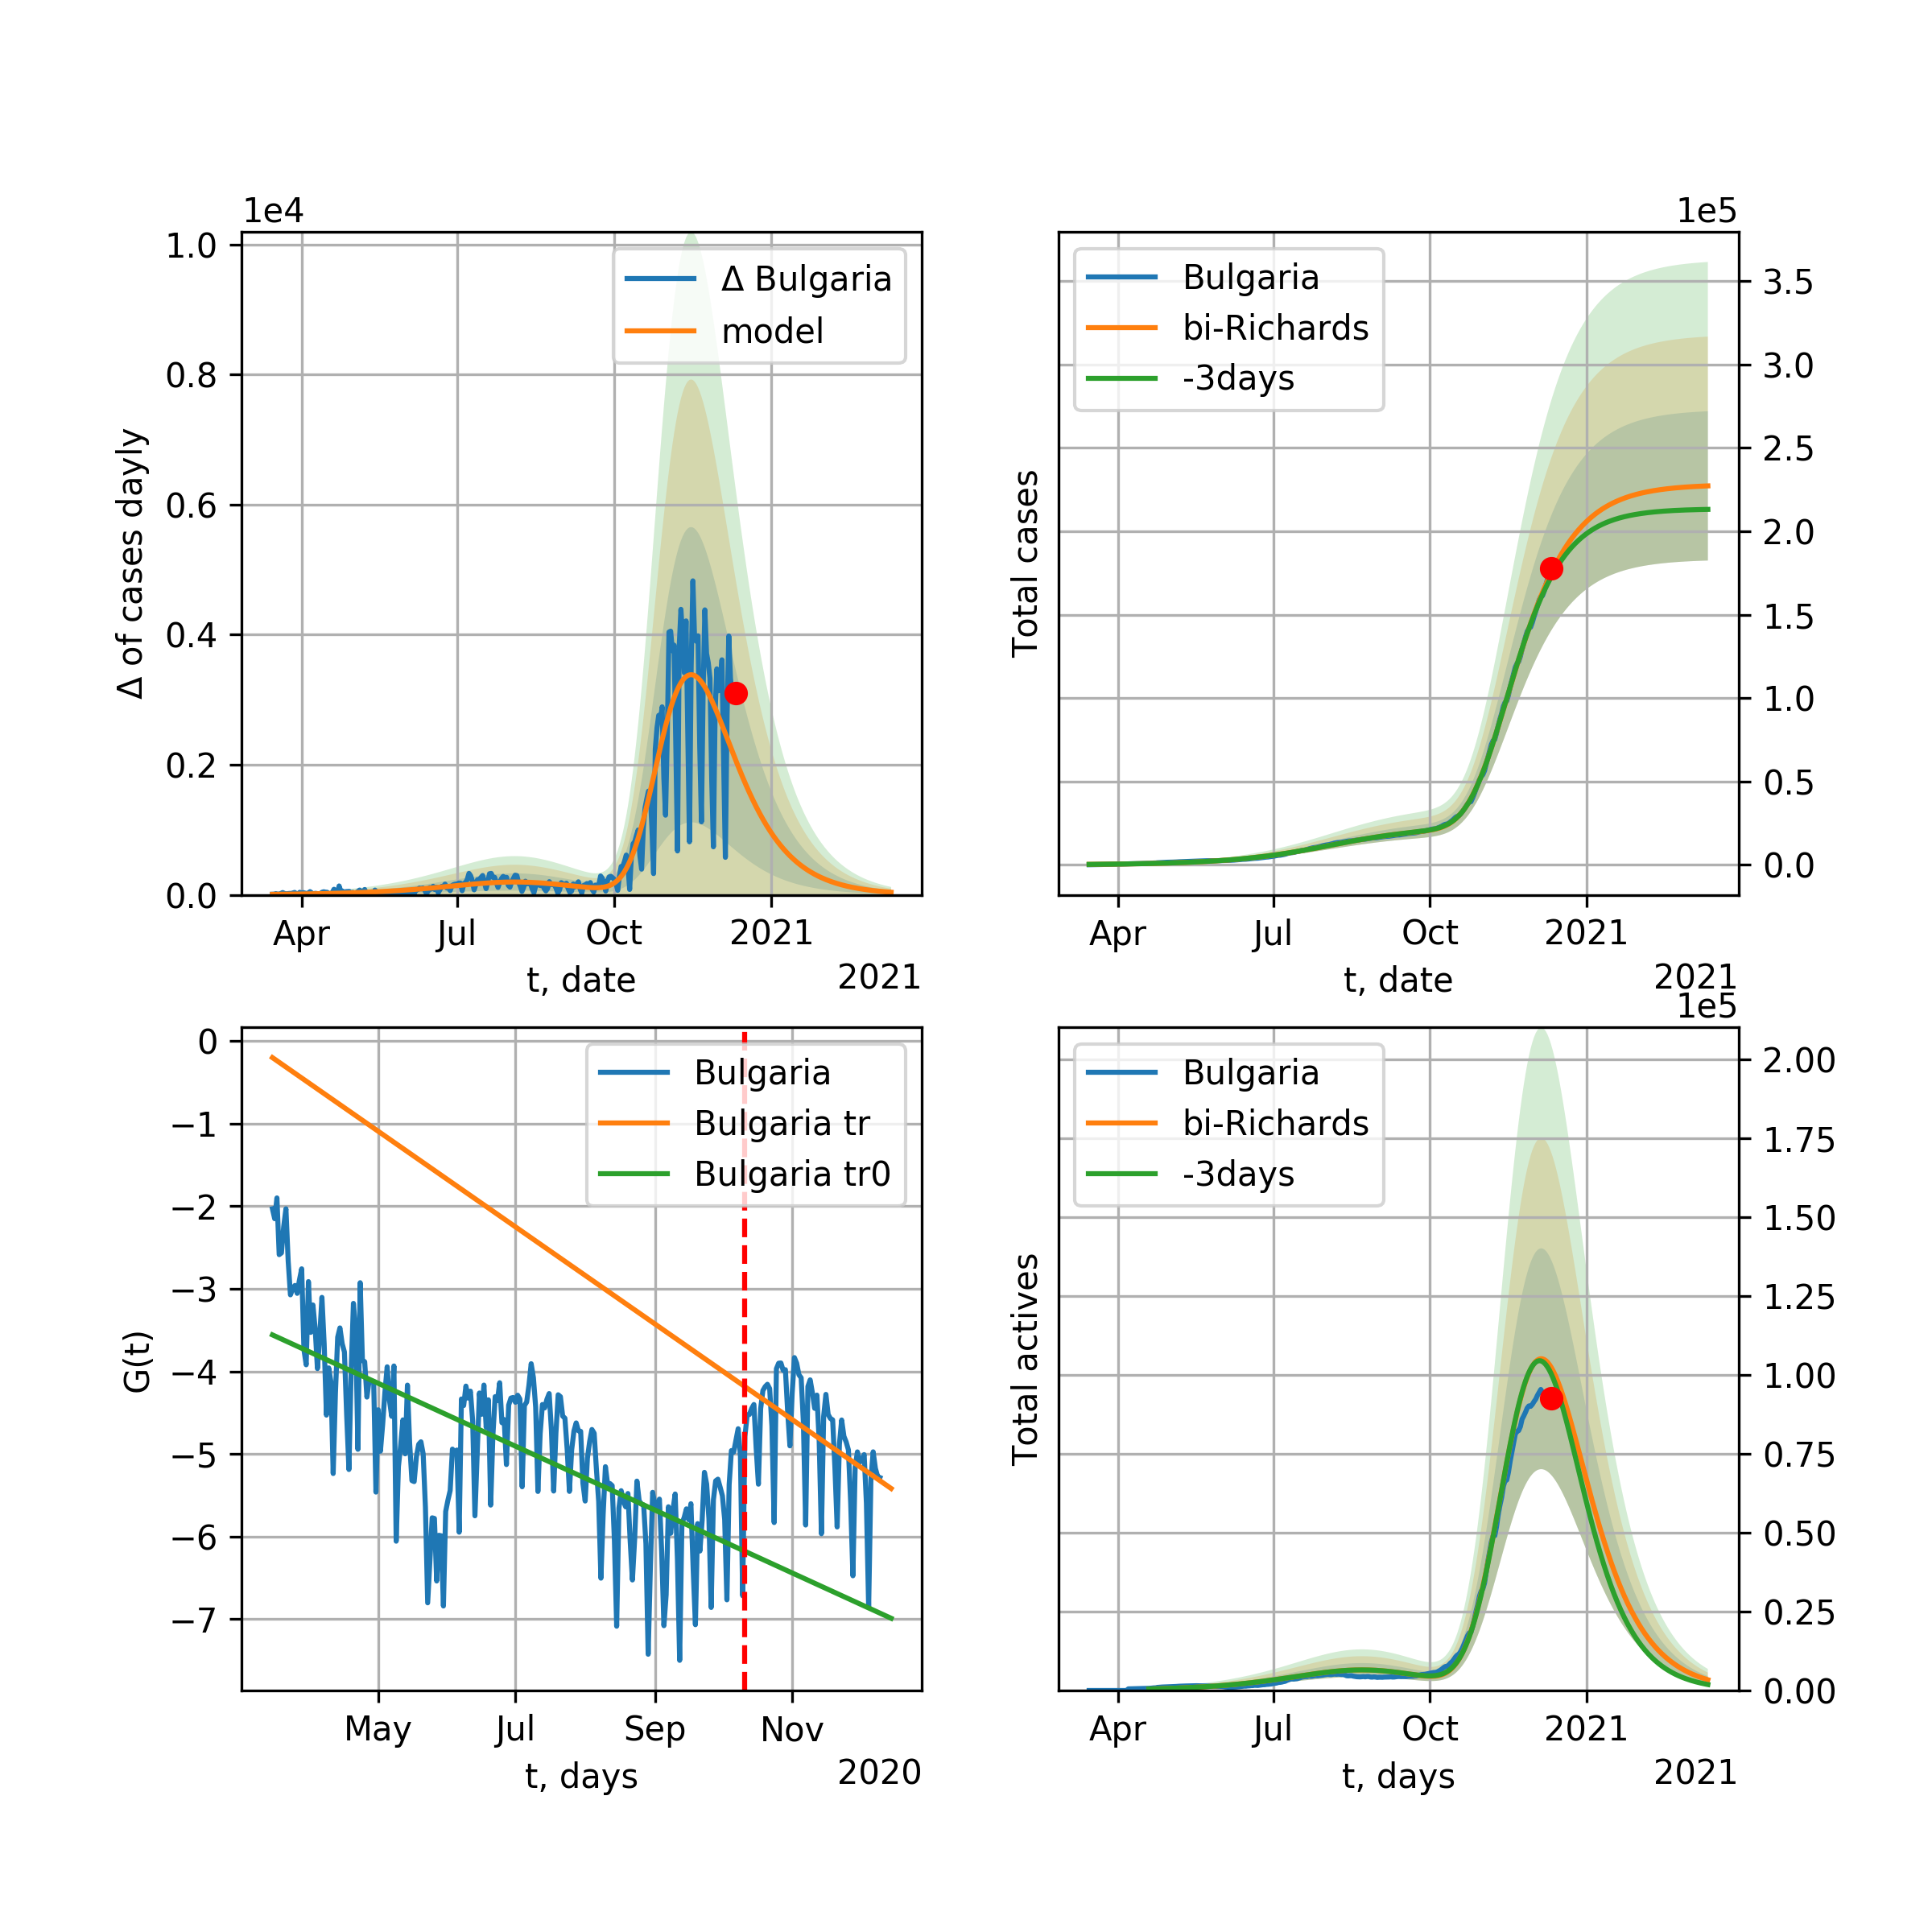 1e4
1.0
0.8
0.6
0.4
0.2
0.0
Δ of cases dayly
Δ Bulgaria
model
Apr Jul Oct 2021
t, date
2021
1e5
Bulgaria
bi-Richards
-3days
Total cases
3.5
3.0
2.5
2.0
1.5
1.0
0.5
0.0
Apr Jul Oct 2021
t, date
2021
0
−1
−2
−3
−4
−5
−6
−7
G(t)
Bulgaria
Bulgaria tr
Bulgaria tr0
May Jul Sep Nov
t, days
2020
1e5
Bulgaria
bi-Richards
-3days
Total actives
2.00
1.75
1.50
1.25
1.00
0.75
0.50
0.25
0.00
Apr Jul Oct 2021
t, days
2021